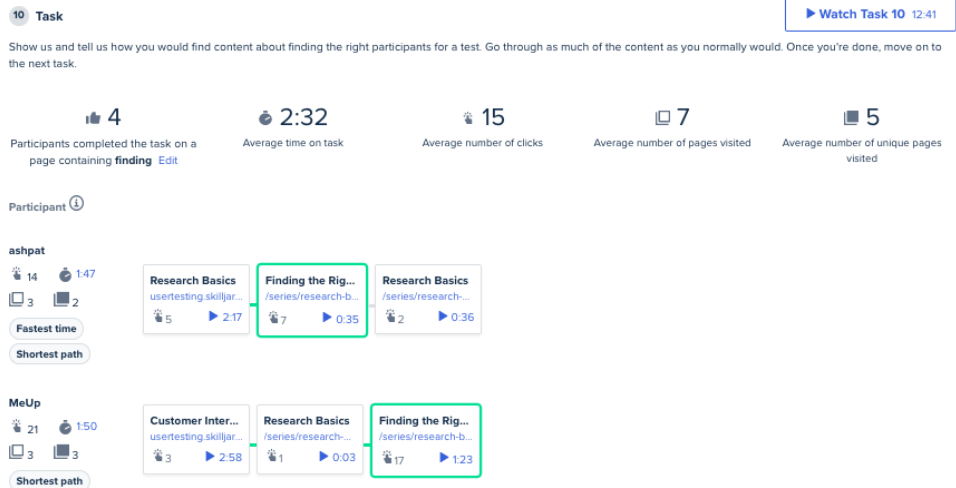 10 Task
Watch Task 10 12:41
Show us and tell us how you would find content about finding the right participants for a test. Go through as much of the content as you normally would. Once you're done, move on to
the next task.
4 2:32 15 7 5
Participants completed the task on a Average time on task Average number of clicks Average number of pages visited Average number of unique pages
page containing finding Edit visited
Participant
ashpat
14 1:47
3 2
Fastest time
Shortest path
Research Basics Finding the Rig... Research Basics
usertesting.skilljar... /series/research-b... /series/research-...
5 2:17 7 0:35 2 0:36
MeUp
21 1:50
3 3
Shortest path
Customer Inter... Research Basics Finding the Rig...
usertesting.skilljar... /series/research-... /series/research-b...
3 2:58 1 0:03 17 1:23